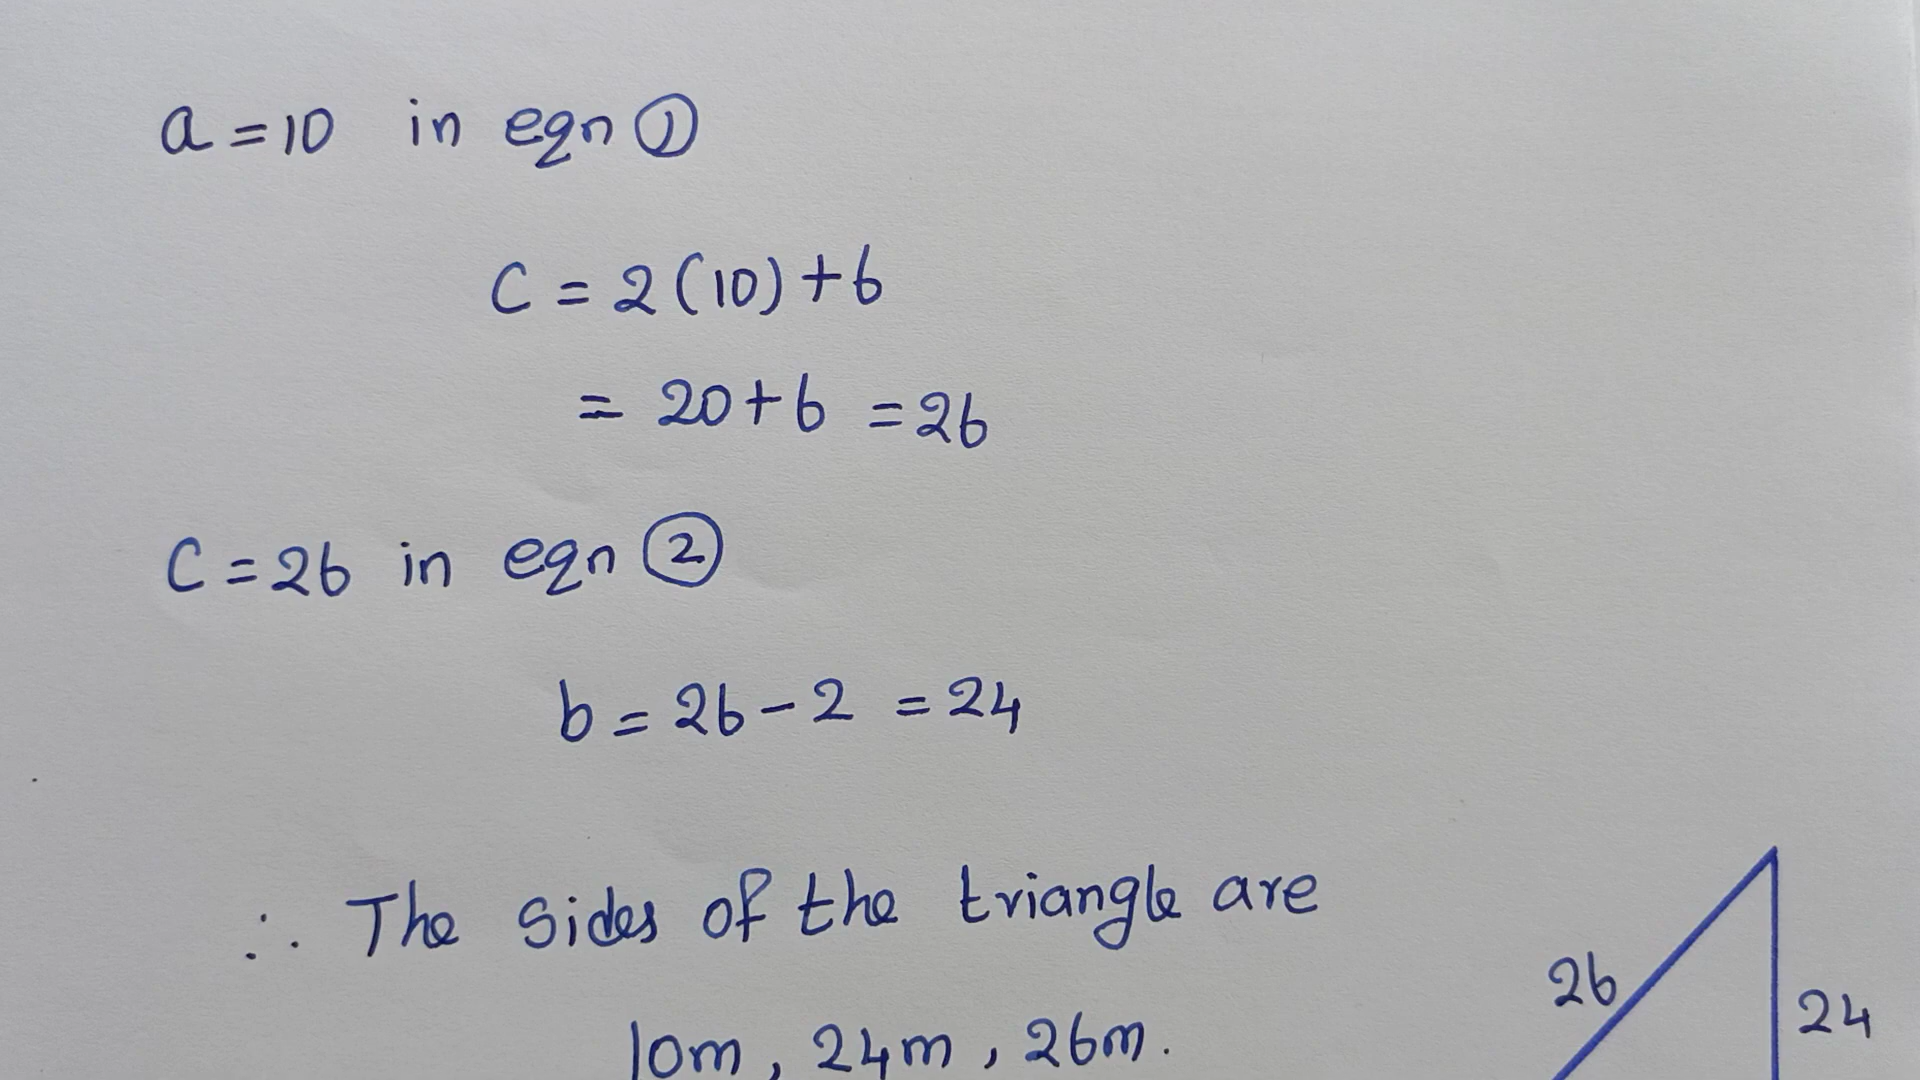 a = 10 in eqn ①
C = 2(10) + 6
= 20 + 6 = 26
C = 26 in eqn ②
b = 26 - 2 = 24
∴ The sides of the triangle are
10m, 24m, 26m.
26
24